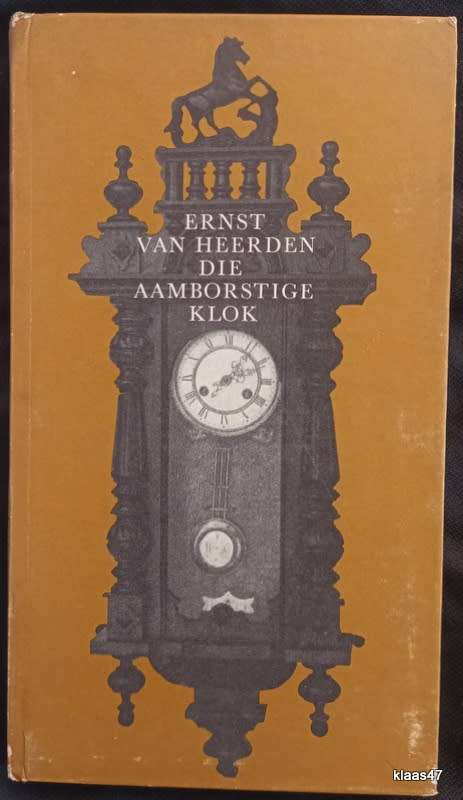 ERNST
VAN HEERDEN
DIE
AAMBORSTIGE
KLOK
klaas47